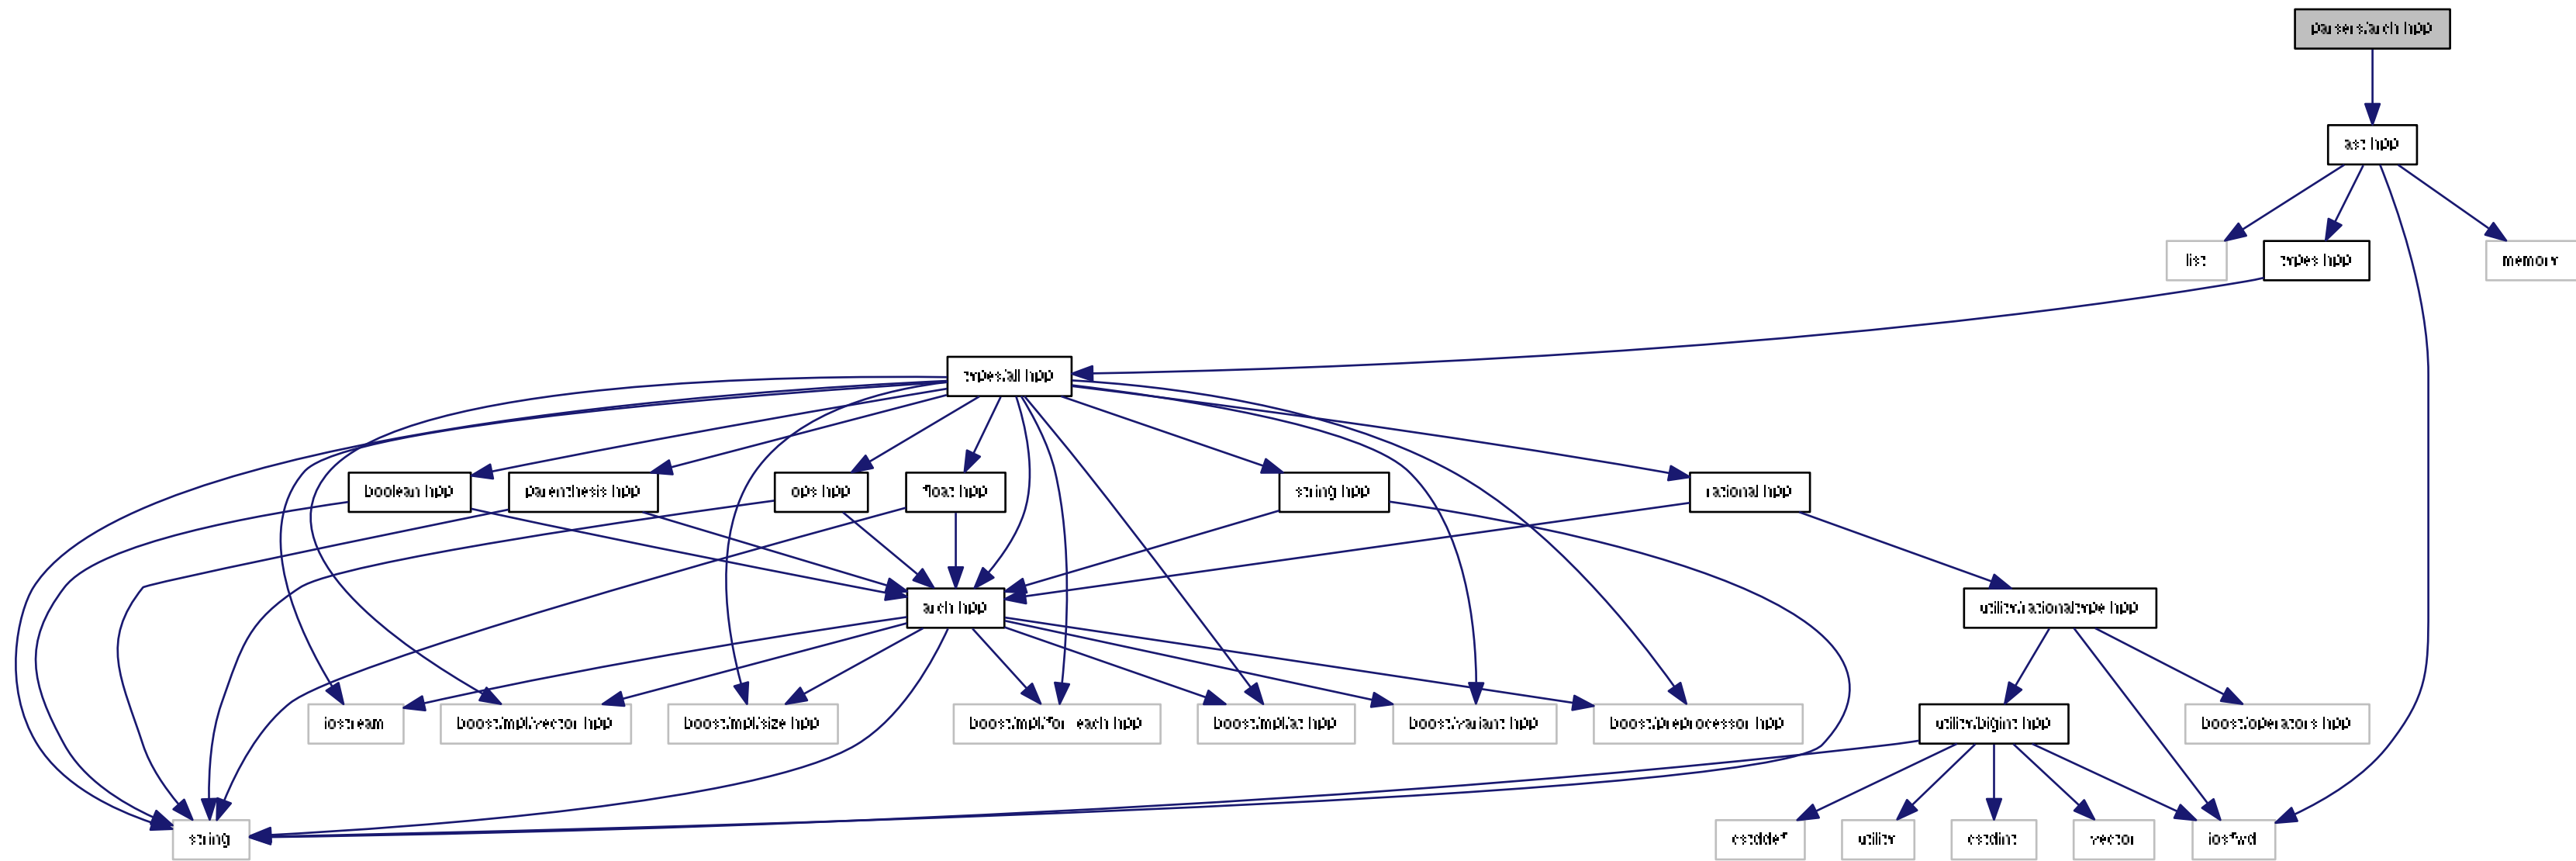 parsers/arch.hpp
ast.hpp
list
types.hpp
memory
types/all.hpp
boolean.hpp
parenthesis.hpp
ops.hpp
float.hpp
string.hpp
rational.hpp
arch.hpp
utility/rationaltype.hpp
iostream
boost/mpl/vector.hpp
boost/mpl/size.hpp
boost/mpl/for_each.hpp
boost/mpl/at.hpp
boost/variant.hpp
boost/preprocessor.hpp
utility/bigint.hpp
boost/operators.hpp
string
cstddef
utility
cstdint
vector
iosfwd